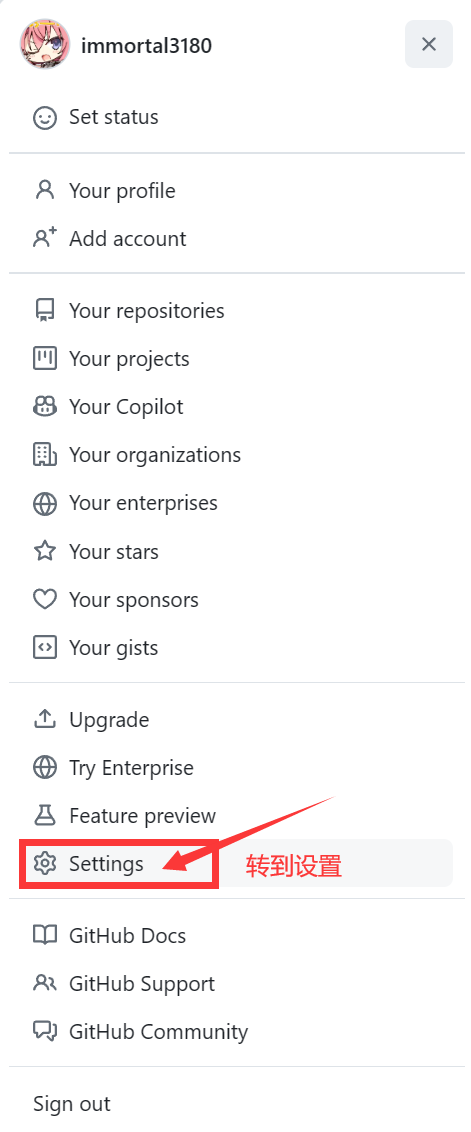 immortal3180
Set status
Your profile
Add account
Your repositories
Your projects
Your Copilot
Your organizations
Your enterprises
Your stars
Your sponsors
Your gists
Upgrade
Try Enterprise
Feature preview
Settings 转到设置
GitHub Docs
GitHub Support
GitHub Community
Sign out